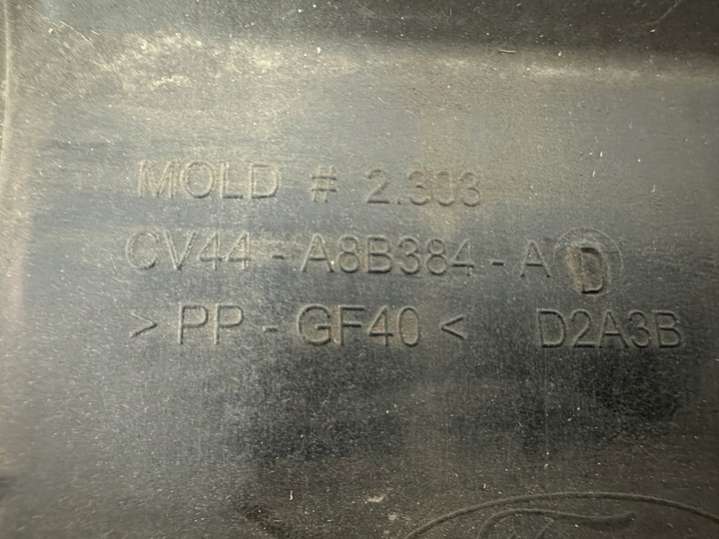 MOLD # 2.303
CV44-A8B384-AD
>PP-GF40< D2A3B